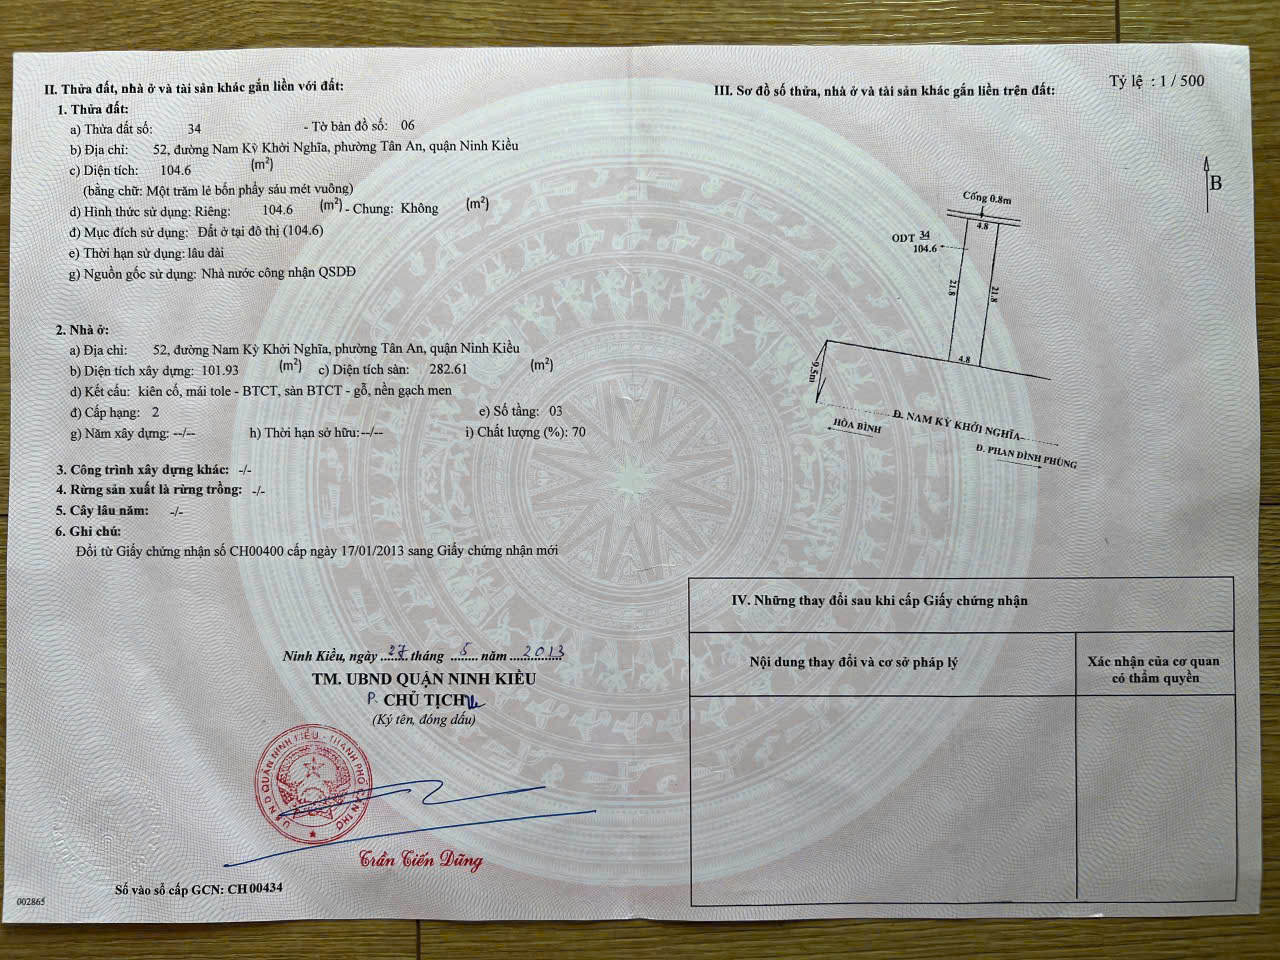 II. Thửa đất, nhà ở và tài sản khác gắn liền với đất:
1. Thửa đất:
a) Thửa đất số: 34 - Tờ bản đồ số: 06
b) Địa chỉ: 52, đường Nam Kỳ Khởi Nghĩa, phường Tân An, quận Ninh Kiều
c) Diện tích: 104.6 (m²)
(bằng chữ: Một trăm lẻ bốn phẩy sáu mét vuông)
d) Hình thức sử dụng: Riêng: 104.6 (m²) - Chung: Không (m²)
đ) Mục đích sử dụng: Đất ở tại đô thị (104.6)
e) Thời hạn sử dụng: lâu dài
g) Nguồn gốc sử dụng: Nhà nước công nhận QSDĐ
2. Nhà ở:
a) Địa chỉ: 52, đường Nam Kỳ Khởi Nghĩa, phường Tân An, quận Ninh Kiều
b) Diện tích xây dựng: 101.93 (m²) c) Diện tích sàn: 282.61 (m²)
d) Kết cấu: kiên cố, mái tole - BTCT, sàn BTCT - gỗ, nền gạch men
đ) Cấp hạng: 2 e) Số tầng: 03
g) Năm xây dựng: --/-- h) Thời hạn sở hữu:--/-- i) Chất lượng (%): 70
3. Công trình xây dựng khác: -/-
4. Rừng sản xuất là rừng trồng: -/-
5. Cây lâu năm: -/-
6. Ghi chú:
Đổi từ Giấy chứng nhận số CH00400 cấp ngày 17/01/2013 sang Giấy chứng nhận mới
Ninh Kiều, ngày 27 tháng 5 năm 2013
TM. UBND QUẬN NINH KIỀU
P. CHỦ TỊCH
(Ký tên, đóng dấu)
U.B.N.D QUẬN NINH KIỀU - THÀNH PHỐ CẦN THƠ
Trần Tiến Dũng
Số vào sổ cấp GCN: CH00434
002865
III. Sơ đồ số thửa, nhà ở và tài sản khác gắn liền trên đất:
Tỷ lệ : 1 / 500
B
Cống 0.8m
4.8
ODT 34
104.6
21.8
21.8
4.8
9.5m
Đ. NAM KỲ KHỞI NGHĨA
HÒA BÌNH
Đ. PHAN ĐÌNH PHÙNG
IV. Những thay đổi sau khi cấp Giấy chứng nhận
Nội dung thay đổi và cơ sở pháp lý
Xác nhận của cơ quan
có thẩm quyền